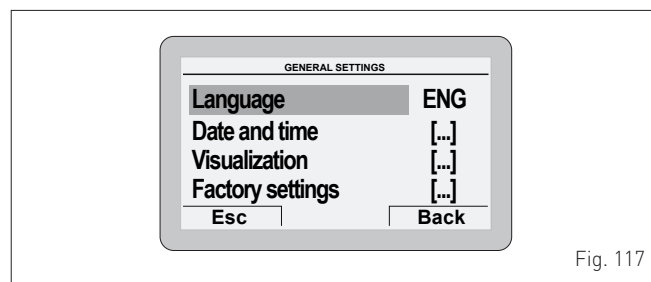 GENERAL SETTINGS
Language ENG
Date and time [...]
Visualization [...]
Factory settings [...]
Esc Back
Fig. 117